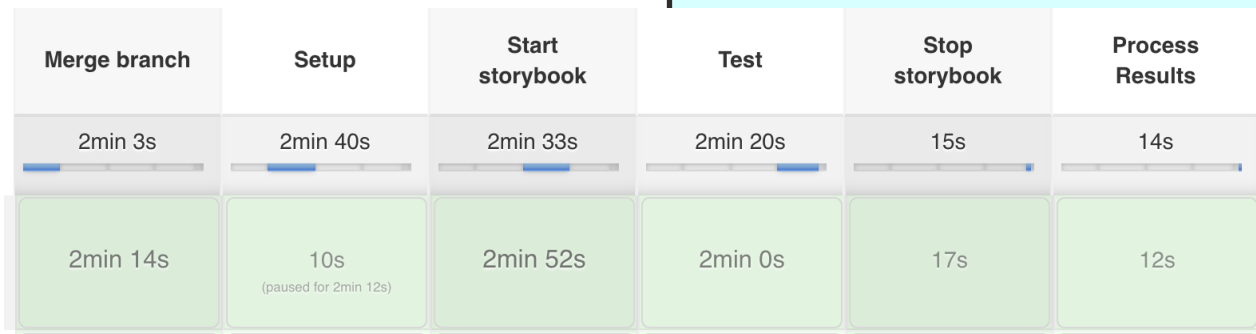 Merge branch
Setup
Start
storybook
Test
Stop
storybook
Process
Results
2min 3s
2min 40s
2min 33s
2min 20s
15s
14s
2min 14s
10s
(paused for 2min 12s)
2min 52s
2min 0s
17s
12s